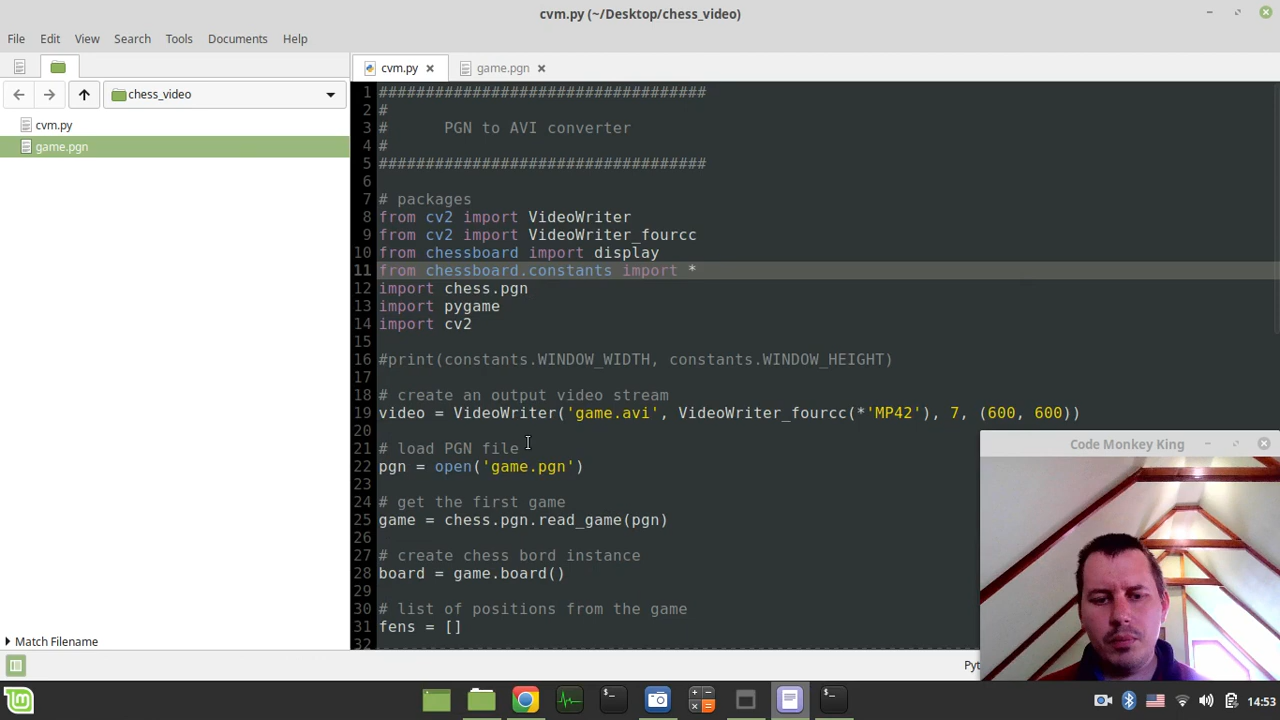 cvm.py (~/Desktop/chess_video)
File Edit View Search Tools Documents Help
cvm.py game.pgn
chess_video
cvm.py
game.pgn
1 ###################################
2 #
3 # PGN to AVI converter
4 #
5 ###################################
6
7 # packages
8 from cv2 import VideoWriter
9 from cv2 import VideoWriter_fourcc
10 from chessboard import display
11 from chessboard.constants import *
12 import chess.pgn
13 import pygame
14 import cv2
15
16 #print(constants.WINDOW_WIDTH, constants.WINDOW_HEIGHT)
17
18 # create an output video stream
19 video = VideoWriter('game.avi', VideoWriter_fourcc(*'MP42'), 7, (600, 600))
20
21 # load PGN file
22 pgn = open('game.pgn')
23
24 # get the first game
25 game = chess.pgn.read_game(pgn)
26
27 # create chess bord instance
28 board = game.board()
29
30 # list of positions from the game
31 fens = []
32
Code Monkey King
Match Filename
Pyt
14:53